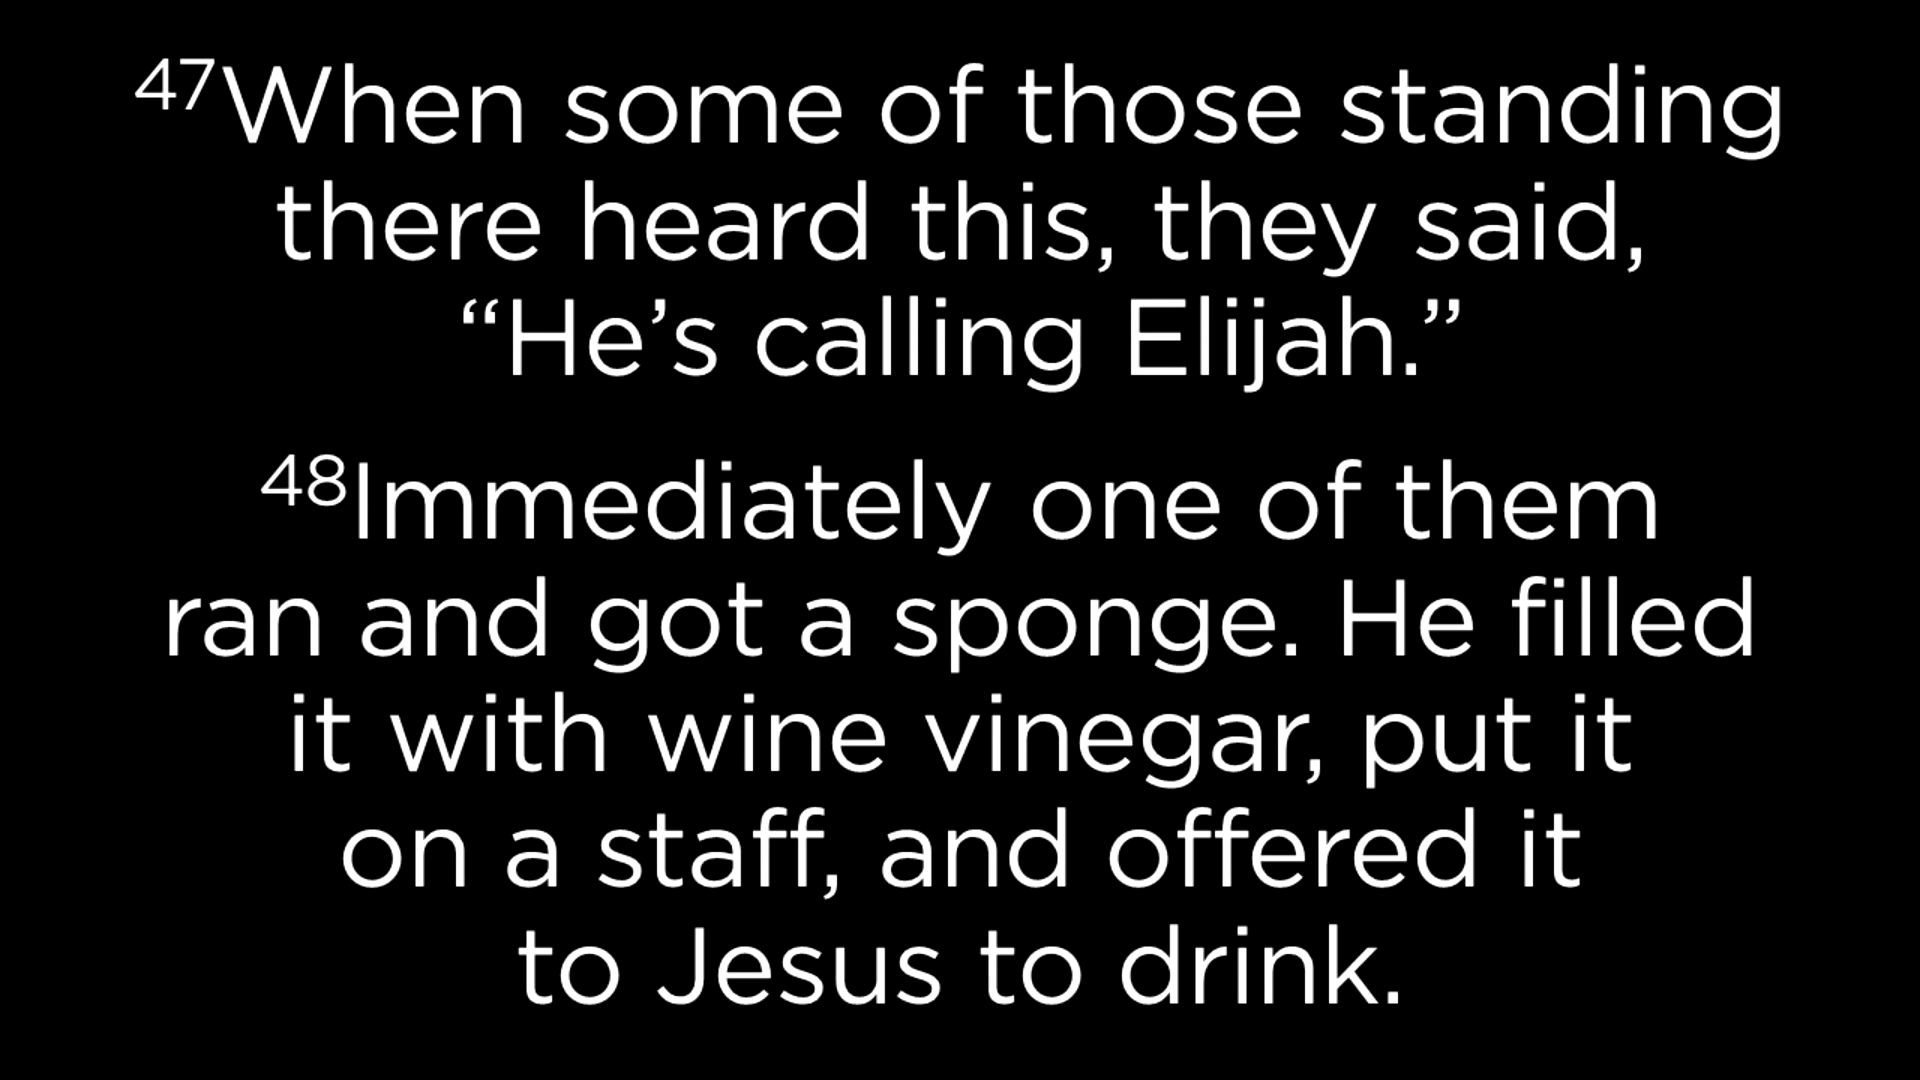 47When some of those standing
there heard this, they said,
“He’s calling Elijah.”
48Immediately one of them
ran and got a sponge. He filled
it with wine vinegar, put it
on a staff, and offered it
to Jesus to drink.